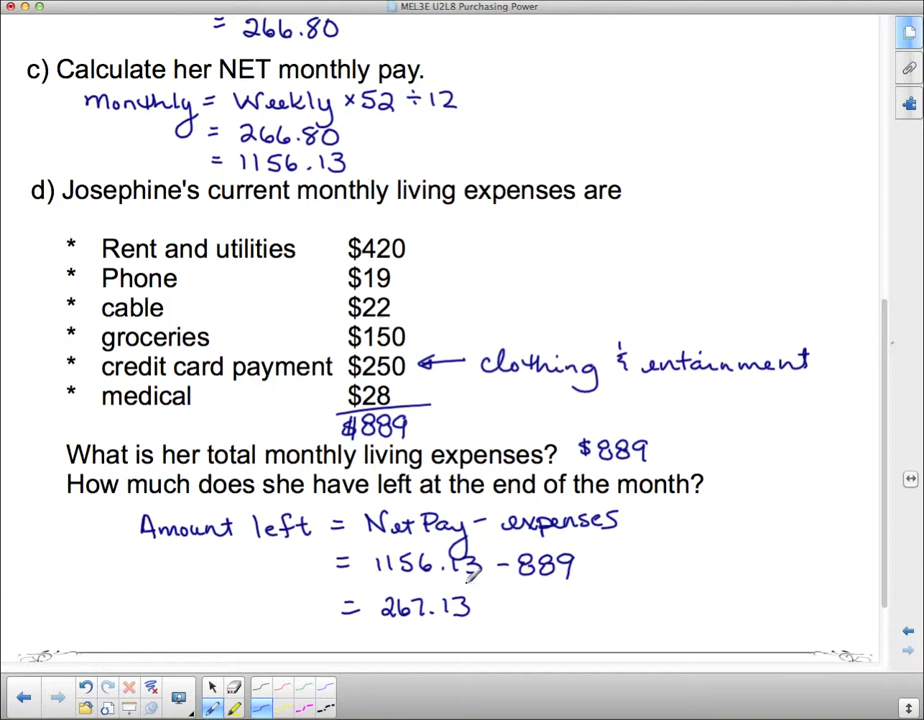 MEL3E U2L8 Purchasing Power
= 266.80
c) Calculate her NET monthly pay.
Monthly = Weekly × 52 ÷ 12
= 266.80
= 1156.13
d) Josephine's current monthly living expenses are
* Rent and utilities $420
* Phone $19
* cable $22
* groceries $150
* credit card payment $250 ← clothing & entainment
* medical $28
$889
What is her total monthly living expenses? $889
How much does she have left at the end of the month?
Amount left = Net Pay - expenses
= 1156.13 - 889
= 267.13